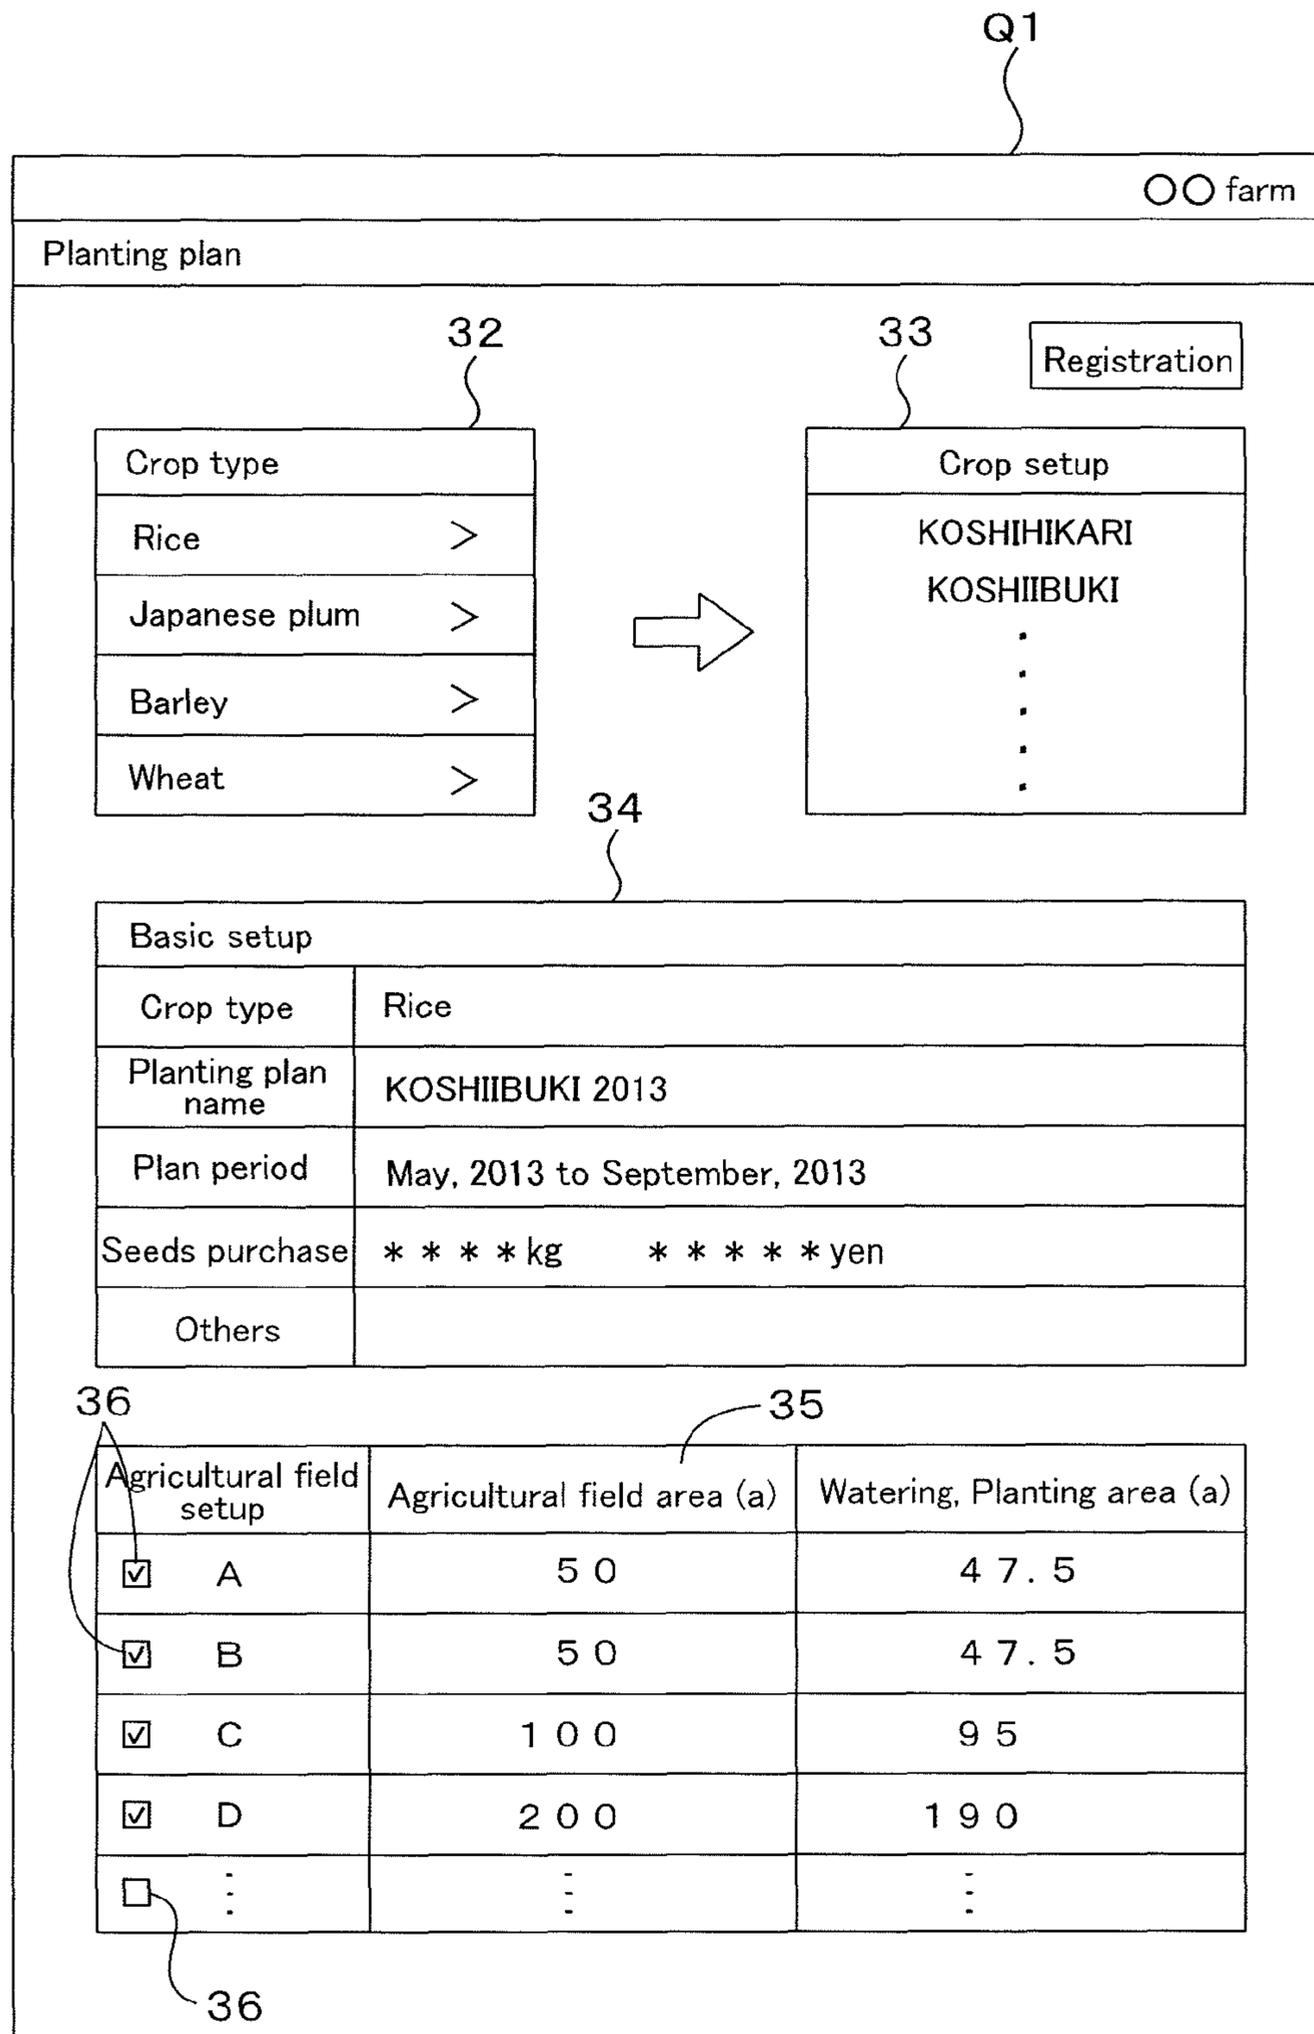 Q1
○○ farm
Planting plan
32
33
Registration
Crop type
Rice >
Japanese plum >
Barley >
Wheat >
Crop setup
KOSHIHIKARI
KOSHIIBUKI
34
Basic setup
Crop type Rice
Planting plan
name KOSHIIBUKI 2013
Plan period May, 2013 to September, 2013
Seeds purchase ****kg *****yen
Others
36
35
Agricultural field
setup
Agricultural field area (a)
Watering, Planting area (a)
A 50 47.5
B 50 47.5
C 100 95
D 200 190
36